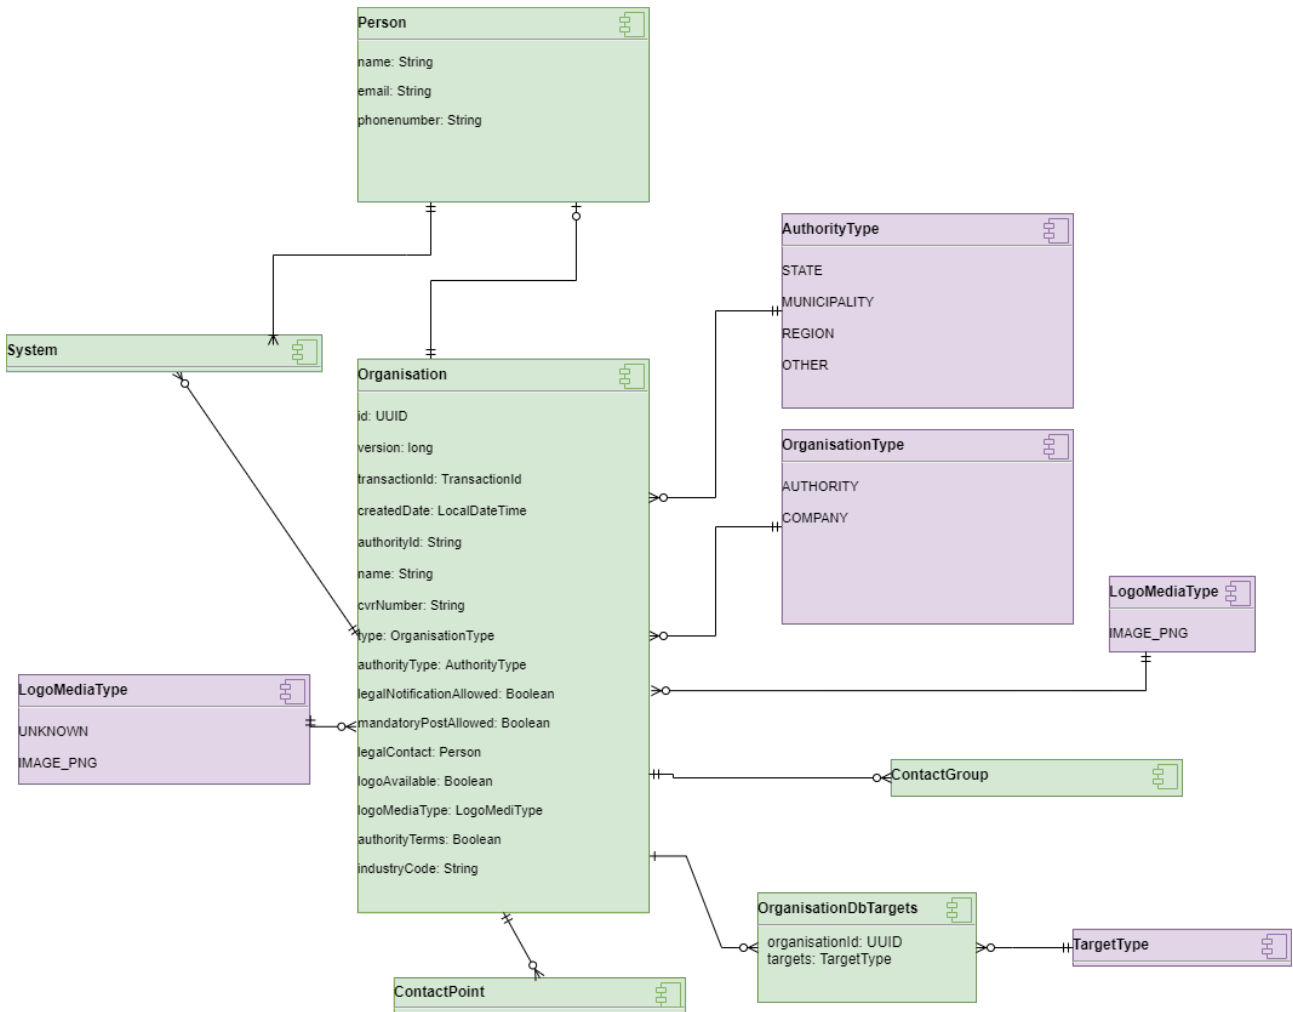 Person
name: String
email: String
phonenumber: String
AuthorityType
STATE
MUNICIPALITY
REGION
OTHER
System
Organisation
id: UUID
version: long
transactionId: TransactionId
createdDate: LocalDateTime
authorityId: String
name: String
cvrNumber: String
type: OrganisationType
authorityType: AuthorityType
legalNotificationAllowed: Boolean
mandatoryPostAllowed: Boolean
legalContact: Person
logoAvailable: Boolean
logoMediaType: LogoMediType
authorityTerms: Boolean
industryCode: String
OrganisationType
AUTHORITY
COMPANY
LogoMediaType
IMAGE_PNG
LogoMediaType
UNKNOWN
IMAGE_PNG
ContactGroup
OrganisationDbTargets
organisationId: UUID
targets: TargetType
TargetType
ContactPoint